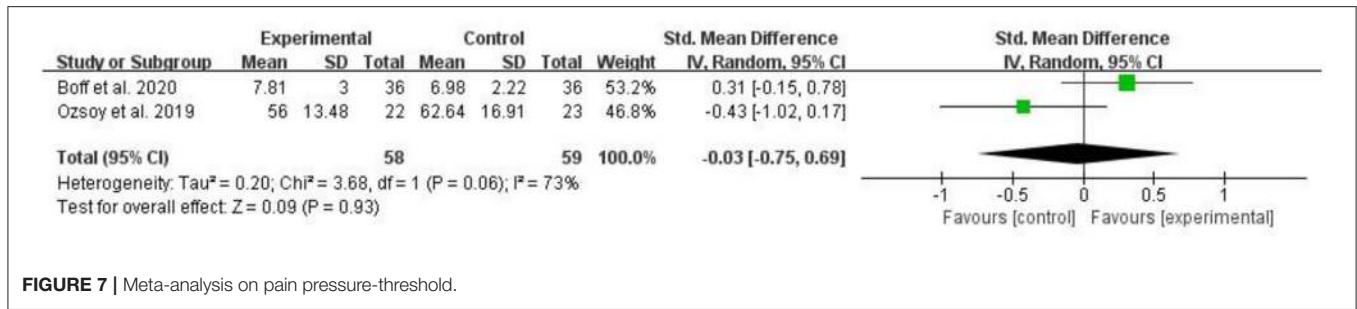 Experimental Control Std. Mean Difference Std. Mean Difference
Study or Subgroup Mean SD Total Mean SD Total Weight IV, Random, 95% CI IV, Random, 95% CI
Boff et al. 2020 7.81 3 36 6.98 2.22 36 53.2% 0.31 [-0.15, 0.78]
Ozsoy et al. 2019 56 13.48 22 62.64 16.91 23 46.8% -0.43 [-1.02, 0.17]
Total (95% CI) 58 59 100.0% -0.03 [-0.75, 0.69]
Heterogeneity: Tau² = 0.20; Chi² = 3.68, df = 1 (P = 0.06); I² = 73%
Test for overall effect: Z = 0.09 (P = 0.93)
-1 -0.5 0 0.5 1
Favours [control] Favours [experimental]
FIGURE 7 | Meta-analysis on pain pressure-threshold.